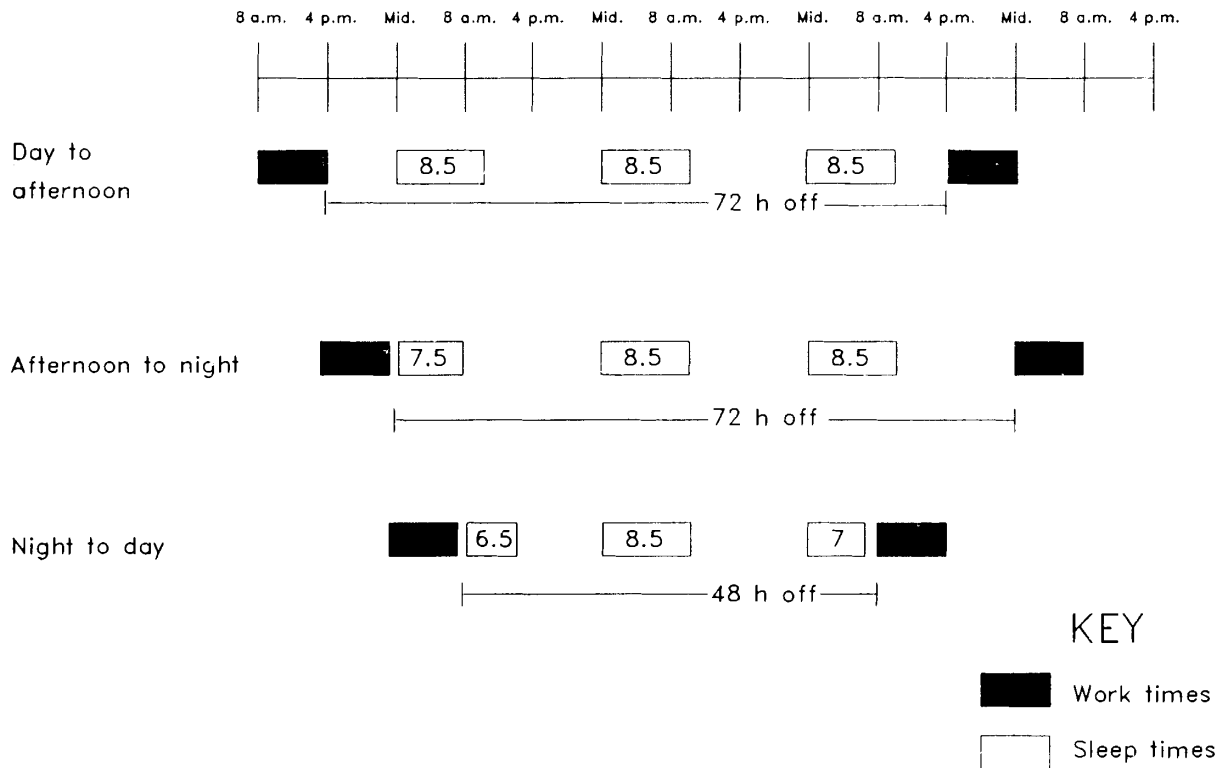 8 a.m. 4 p.m. Mid. 8 a.m. 4 p.m. Mid. 8 a.m. 4 p.m. Mid. 8 a.m. 4 p.m. Mid. 8 a.m. 4 p.m.
Day to
afternoon
8.5 8.5 8.5
72 h off
Afternoon to night
7.5 8.5 8.5
72 h off
Night to day
6.5 8.5 7
48 h off
KEY
Work times
Sleep times